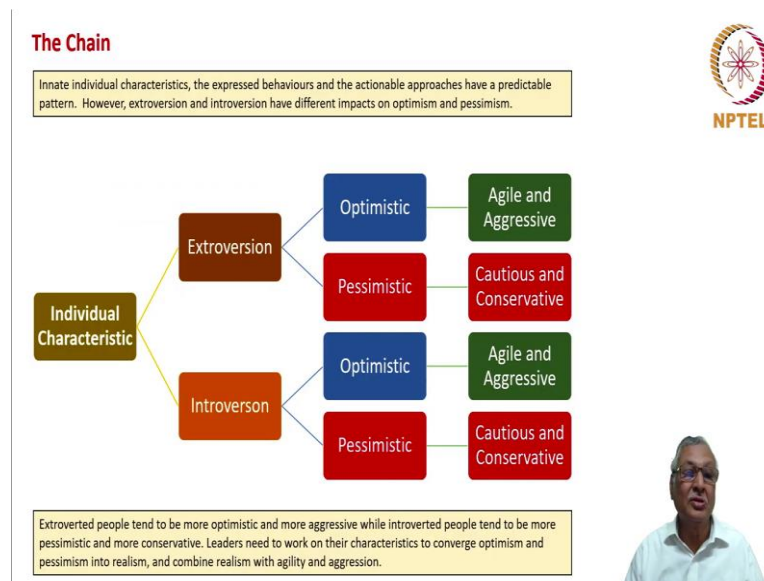 The Chain
Innate individual characteristics, the expressed behaviours and the actionable approaches have a predictable
pattern. However, extroversion and introversion have different impacts on optimism and pessimism.
NPTEL
Individual
Characteristic
Extroversion
Optimistic
Agile and
Aggressive
Pessimistic
Cautious and
Conservative
Introverson
Optimistic
Agile and
Aggressive
Pessimistic
Cautious and
Conservative
Extroverted people tend to be more optimistic and more aggressive while introverted people tend to be more
pessimistic and more conservative. Leaders need to work on their characteristics to converge optimism and
pessimism into realism, and combine realism with agility and aggression.